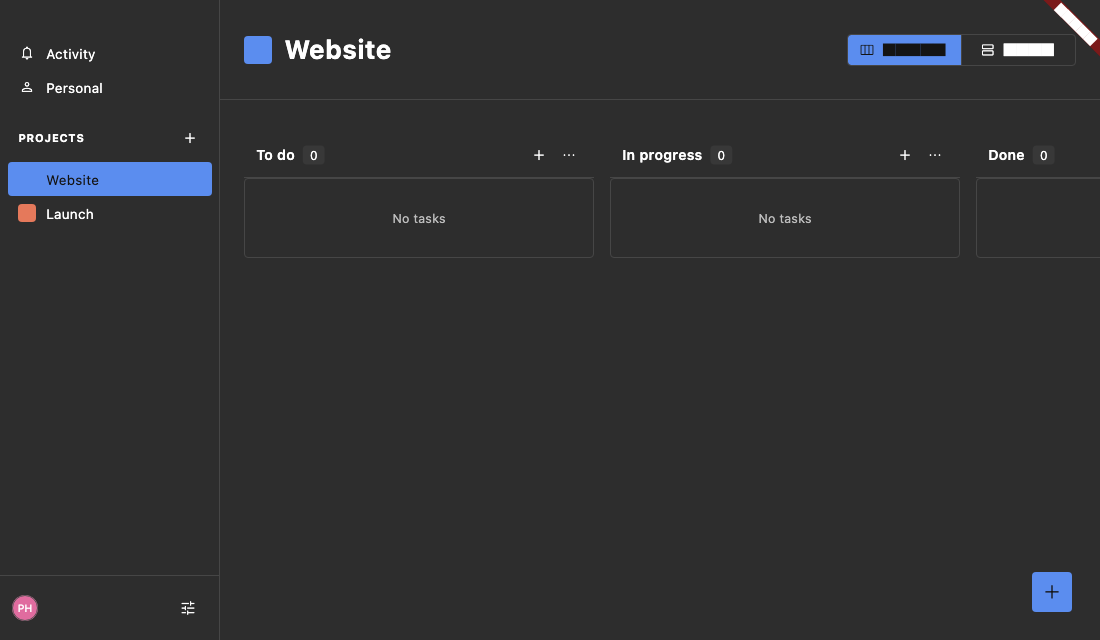 Activity
Personal
PROJECTS
Website
Launch
PH
Website
To do 0
In progress 0
Done 0
No tasks
No tasks